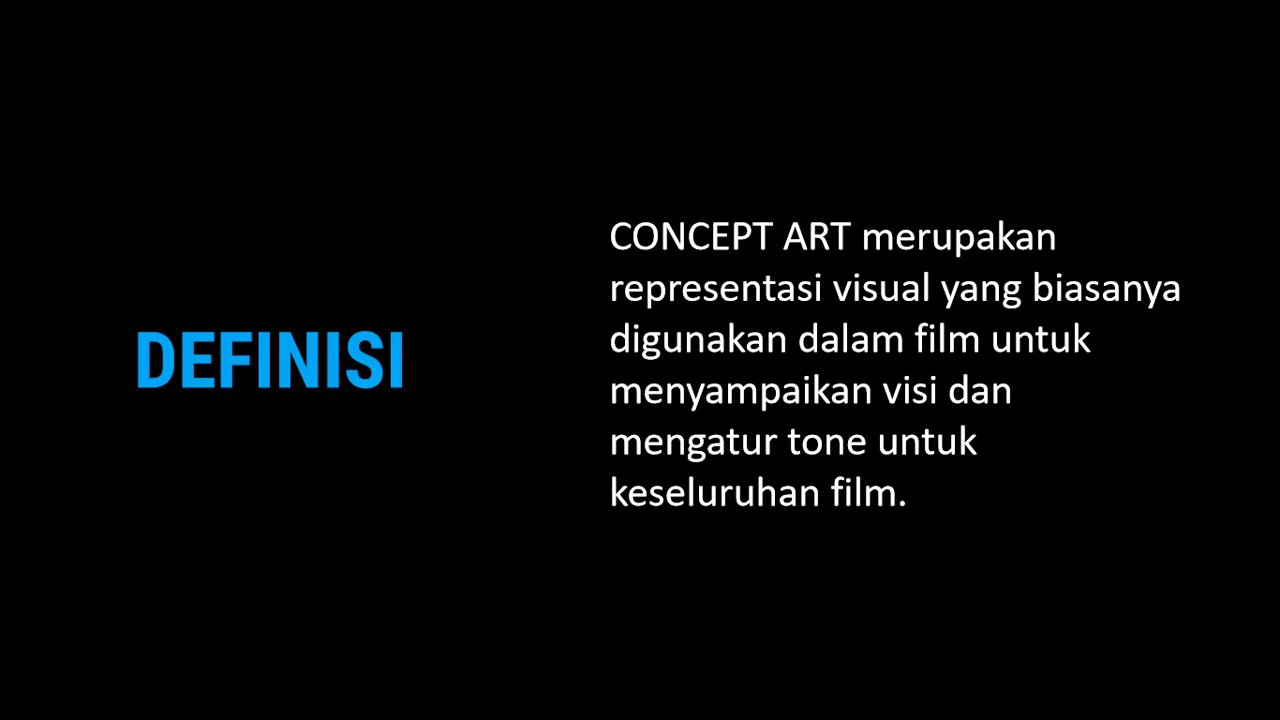 DEFINISI
CONCEPT ART merupakan
representasi visual yang biasanya
digunakan dalam film untuk
menyampaikan visi dan
mengatur tone untuk
keseluruhan film.